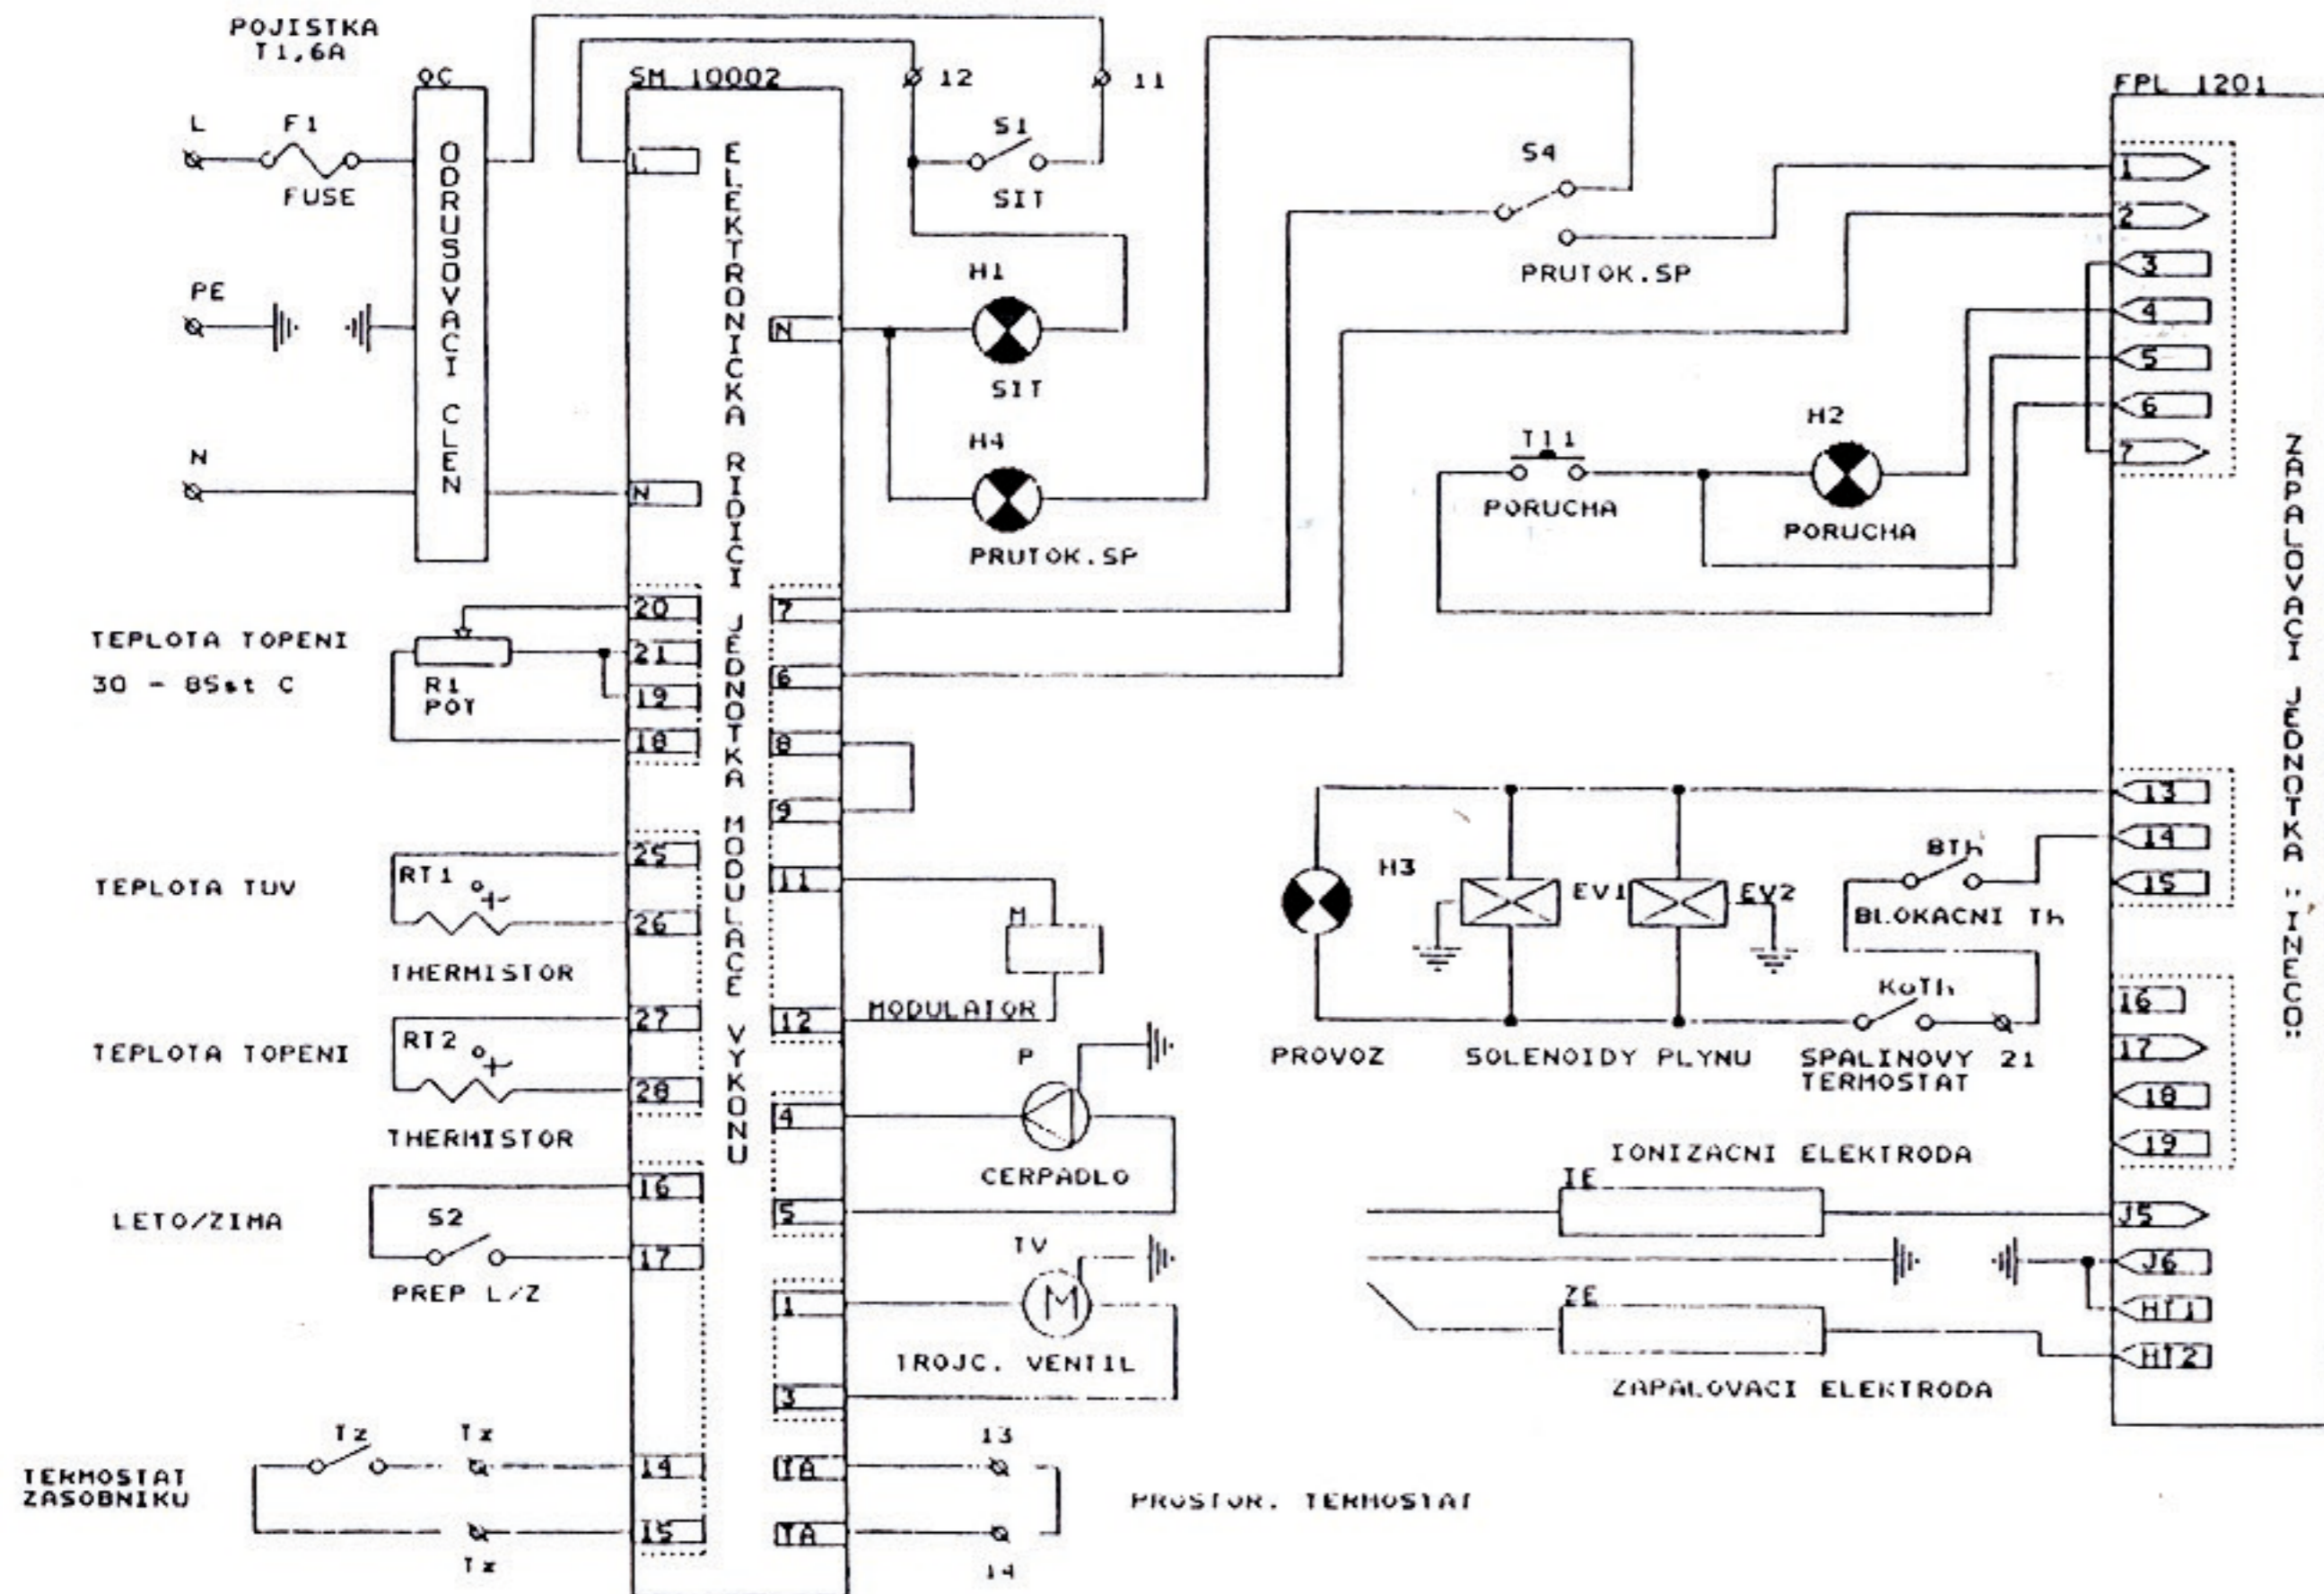 POJISTKA
T1,6A
OC
SM 10002
12
11
FPL 1201
L
F1
FUSE
ODRUSOVACI CLEN
L
ELEKTRONICKA RIDICI JEDNOTKA MODULACE VYKONU
S1
SIT
S4
PRUTOK.SP
1
2
3
4
5
6
7
PE
N
H1
SIT
H4
PRUTOK.SP
N
N
Tl1
PORUCHA
H2
PORUCHA
ZAPALOVACI JEDNOTKA "INECO"
TEPLOTA TOPENI
30 - 85st C
R1
POT
20
21
19
18
7
6
8
9
11
12
TEPLOTA TUV
RT1
THERMISTOR
25
26
M
MODULATOR
TEPLOTA TOPENI
RT2
THERMISTOR
27
28
P
CERPADLO
4
5
H3
PROVOZ
EV1
EV2
SOLENOIDY PLYNU
BTh
BLOKACNI Th
KoTh
SPALINOVY 21
TERMOSTAT
13
14
15
16
17
18
19
LETO/ZIMA
S2
PREP L/Z
16
17
TV
TROJC. VENTIL
1
3
IONIZACNI ELEKTRODA
IE
ZE
ZAPALOVACI ELEKTRODA
J5
J6
HT1
HT2
TERMOSTAT
ZASOBNIKU
Tz
Tx
Tx
14
15
TA
TA
13
14
PROSTOR. TERMOSTAT